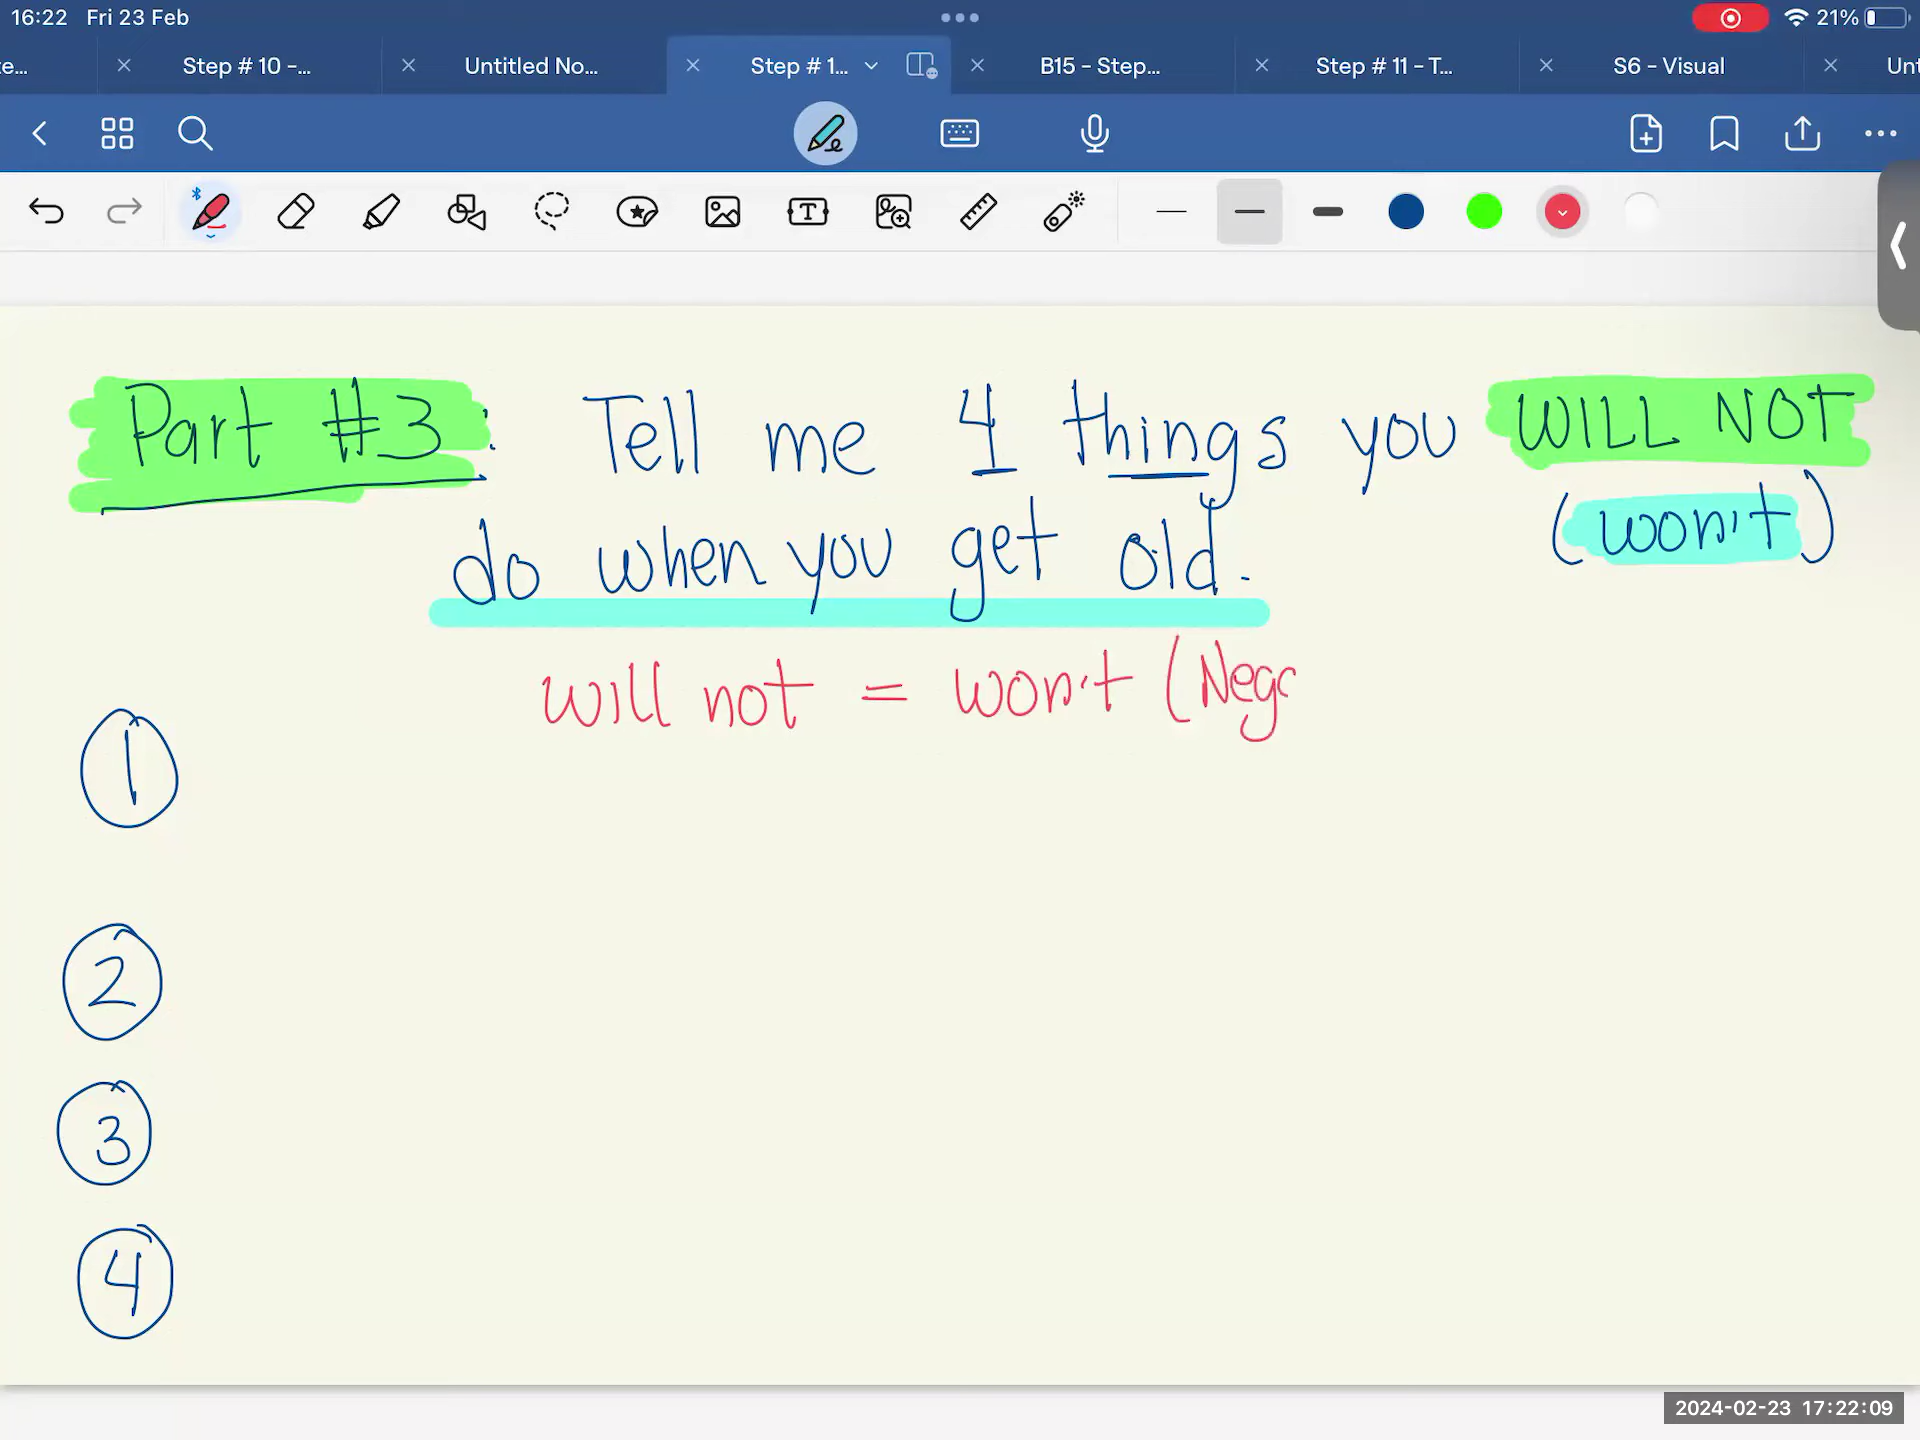 16:22 Fri 23 Feb
21%
e... Step # 10 -... Untitled No... Step # 1... B15 - Step... Step # 11 - T... S6 - Visual Unt
Part #3: Tell me 4 things you WILL NOT
(won't)
do when you get old.
will not = won't (Nega
1
2
3
4
2024-02-23 17:22:09